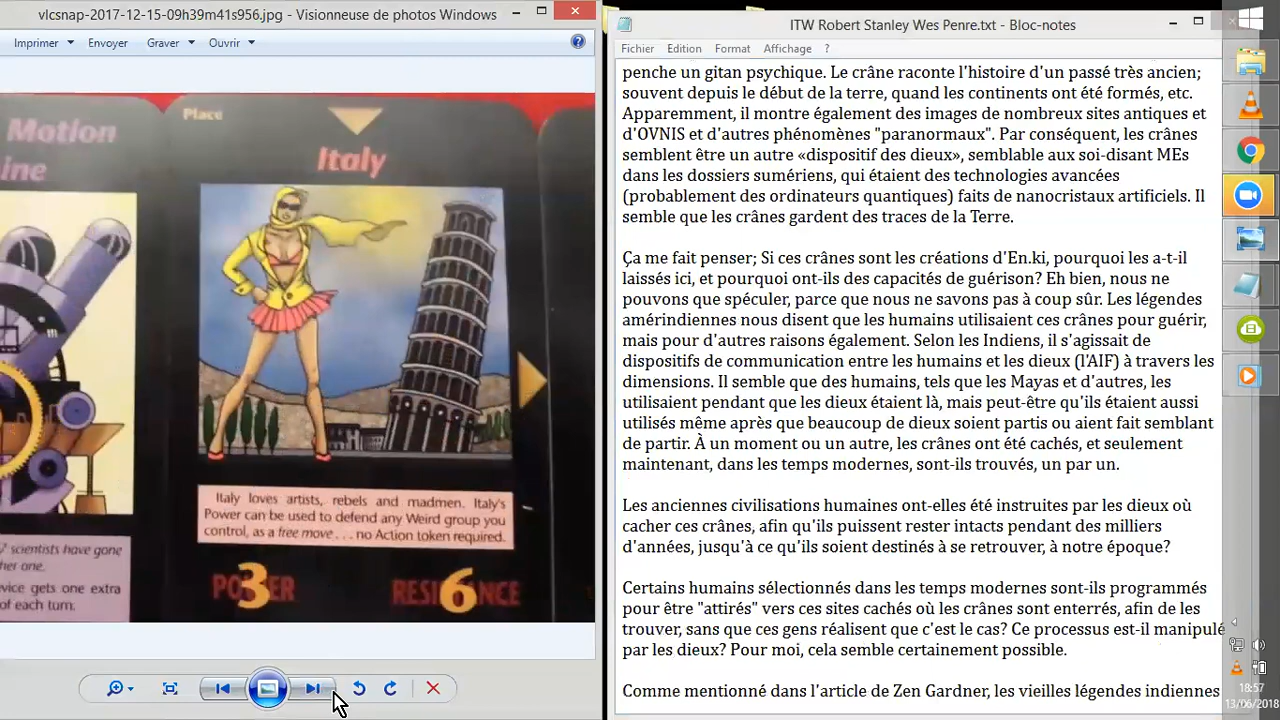 vlcsnap-2017-12-15-09h39m41s956.jpg - Visionneuse de photos Windows
Imprimer Envoyer Graver Ouvrir
Motion
ine
scientists have gone
her one.
vice gets one extra
of each turn.
Place
Italy
Italy loves artists, rebels and madmen. Italy's
Power can be used to defend any Weird group you
control, as a free move . . . no Action token required.
POWER 3 RESISTANCE 6
ITW Robert Stanley Wes Penre.txt - Bloc-notes
Fichier Edition Format Affichage ?
penche un gitan psychique. Le crâne raconte l'histoire d'un passé très ancien;
souvent depuis le début de la terre, quand les continents ont été formés, etc.
Apparemment, il montre également des images de nombreux sites antiques et
d'OVNIS et d'autres phénomènes "paranormaux". Par conséquent, les crânes
semblent être un autre «dispositif des dieux», semblable aux soi-disant MEs
dans les dossiers sumériens, qui étaient des technologies avancées
(probablement des ordinateurs quantiques) faits de nanocristaux artificiels. Il
semble que les crânes gardent des traces de la Terre.
Ça me fait penser; Si ces crânes sont les créations d'En.ki, pourquoi les a-t-il
laissés ici, et pourquoi ont-ils des capacités de guérison? Eh bien, nous ne
pouvons que spéculer, parce que nous ne savons pas à coup sûr. Les légendes
amérindiennes nous disent que les humains utilisaient ces crânes pour guérir,
mais pour d'autres raisons également. Selon les Indiens, il s'agissait de
dispositifs de communication entre les humains et les dieux (l'AIF) à travers les
dimensions. Il semble que des humains, tels que les Mayas et d'autres, les
utilisaient pendant que les dieux étaient là, mais peut-être qu'ils étaient aussi
utilisés même après que beaucoup de dieux soient partis ou aient fait semblant
de partir. À un moment ou un autre, les crânes ont été cachés, et seulement
maintenant, dans les temps modernes, sont-ils trouvés, un par un.
Les anciennes civilisations humaines ont-elles été instruites par les dieux où
cacher ces crânes, afin qu'ils puissent rester intacts pendant des milliers
d'années, jusqu'à ce qu'ils soient destinés à se retrouver, à notre époque?
Certains humains sélectionnés dans les temps modernes sont-ils programmés
pour être "attirés" vers ces sites cachés où les crânes sont enterrés, afin de les
trouver, sans que ces gens réalisent que c'est le cas? Ce processus est-il manipulé
par les dieux? Pour moi, cela semble certainement possible.
Comme mentionné dans l'article de Zen Gardner, les vieilles légendes indiennes
18:57
13/06/2018